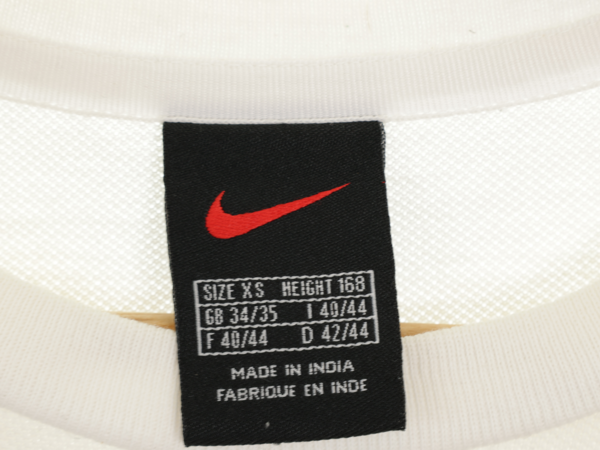 SIZE XS HEIGHT 168
GB 34/35 I 40/44
F 40/44 D 42/44
MADE IN INDIA
FABRIQUE EN INDE